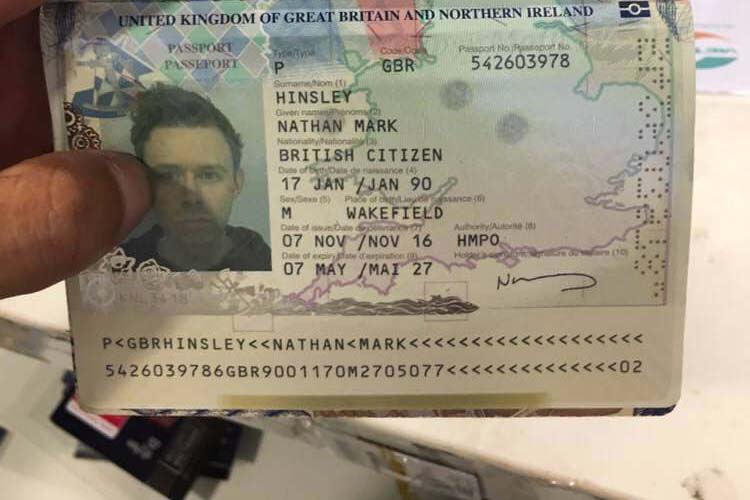 UNITED KINGDOM OF GREAT BRITAIN AND NORTHERN IRELAND
PASSPORT
PASSEPORT
Type/Type Code/Code Passport No./Passeport No.
P GBR 542603978
Surname/Nom (1)
HINSLEY
Given names/Prénoms (2)
NATHAN MARK
Nationality/Nationalité (3)
BRITISH CITIZEN
Date of birth/Date de naissance (4)
17 JAN /JAN 90
Sex/Sexe (5) Place of birth/Lieu de naissance (6)
M WAKEFIELD
Date of issue/Date de délivrance (7) Authority/Autorité (8)
07 NOV /NOV 16 HMPO
Date of expiry/Date d'expiration (9) Holder's signature/Signature du titulaire (10)
07 MAY /MAI 27
P<GBRHINSLEY<<NATHAN<MARK<<<<<<<<<<<<<<<<<<<
5426039786GBR9001170M2705077<<<<<<<<<<<<<<02